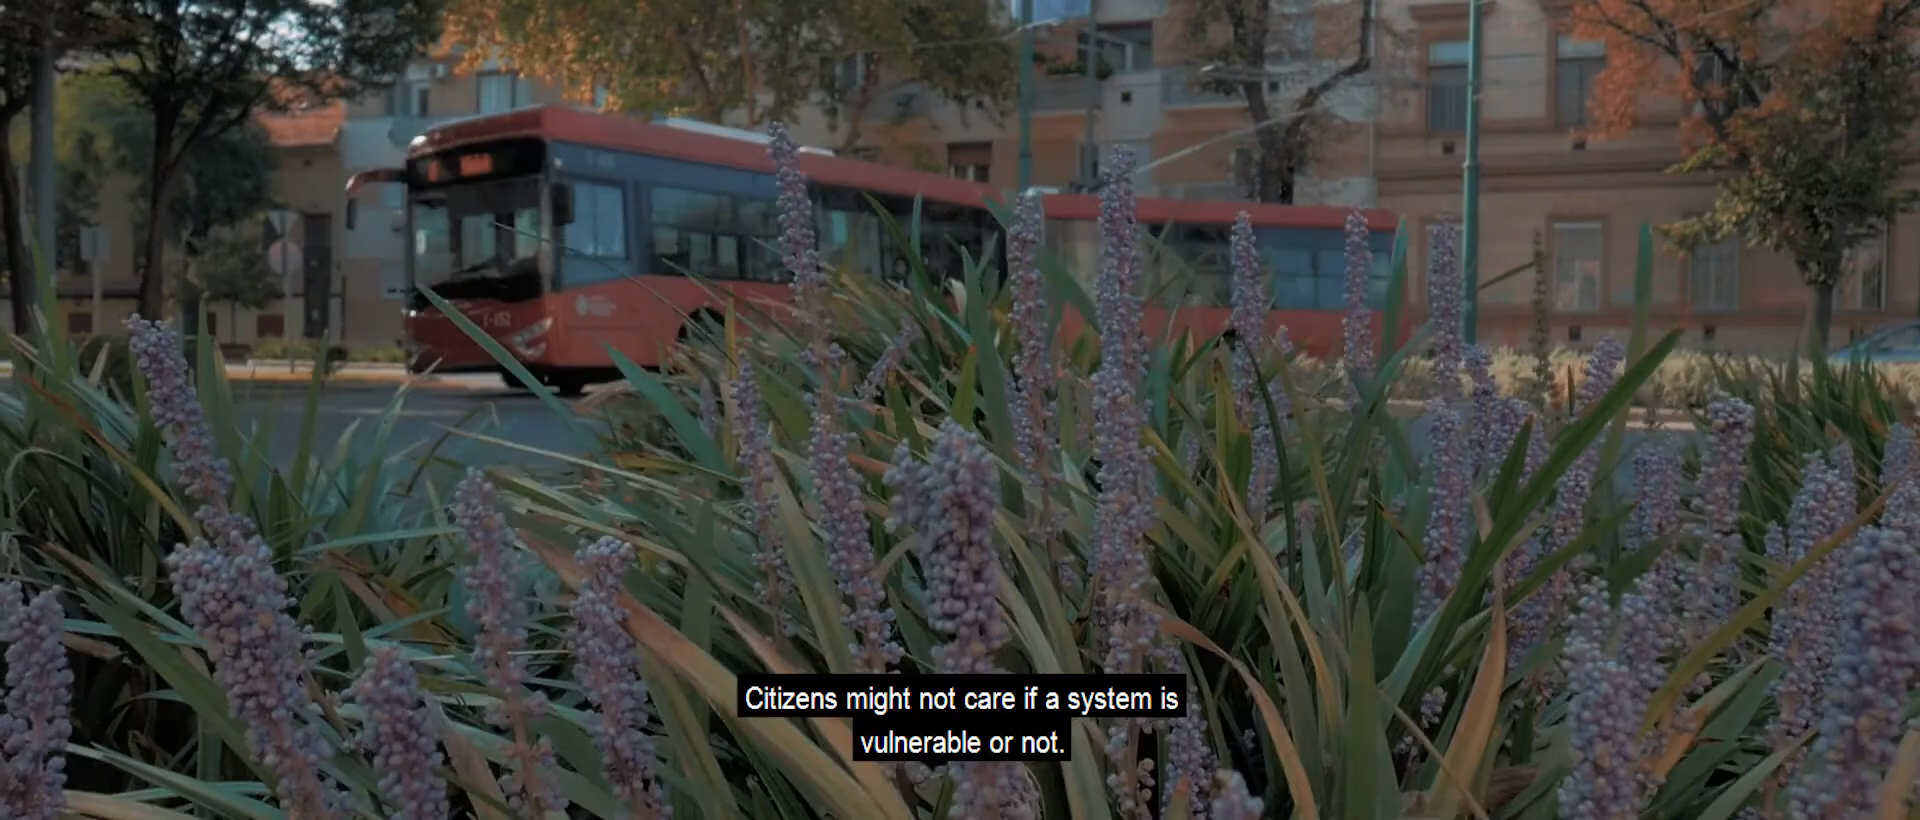 Citizens might not care if a system is
vulnerable or not.